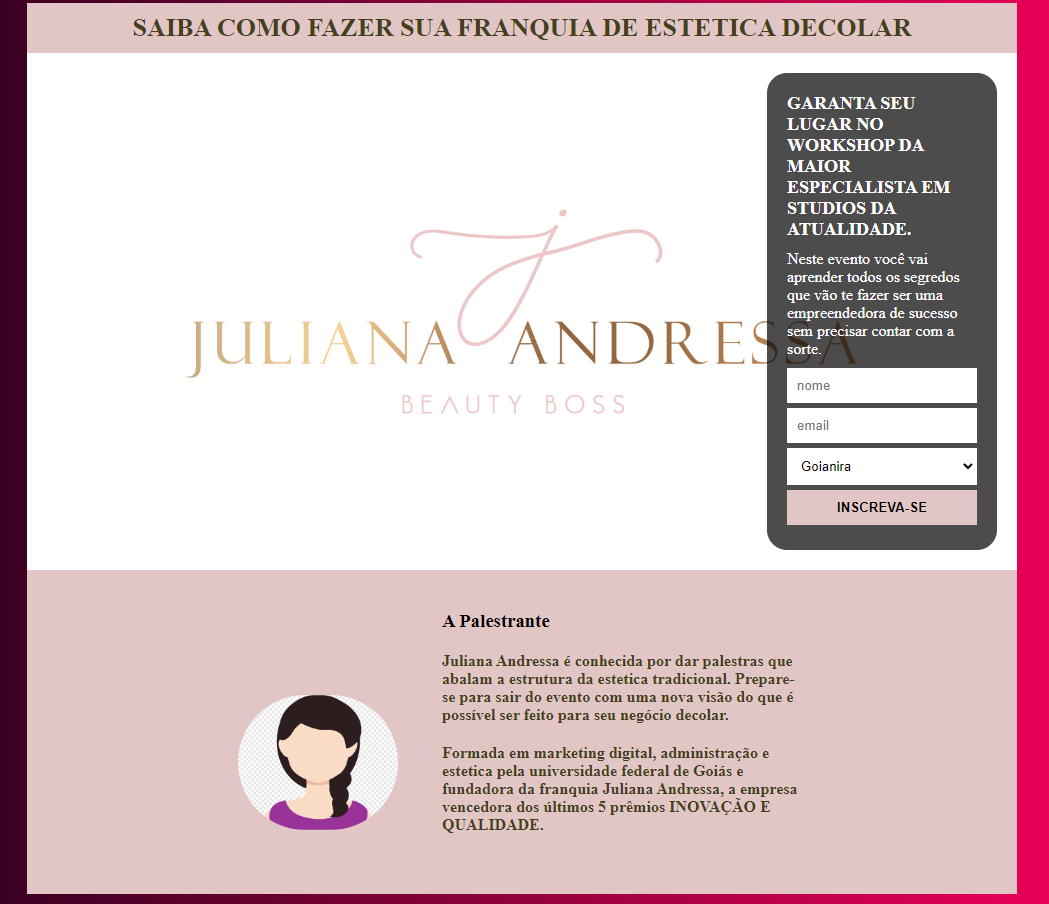 SAIBA COMO FAZER SUA FRANQUIA DE ESTETICA DECOLAR
JULIANA ANDRESSA
BEAUTY BOSS
GARANTA SEU
LUGAR NO
WORKSHOP DA
MAIOR
ESPECIALISTA EM
STUDIOS DA
ATUALIDADE.
Neste evento você vai
aprender todos os segredos
que vão te fazer ser uma
empreendedora de sucesso
sem precisar contar com a
sorte.
nome
email
Goianira
INSCREVA-SE
A Palestrante
Juliana Andressa é conhecida por dar palestras que
abalam a estrutura da estetica tradicional. Prepare-
se para sair do evento com uma nova visão do que é
possível ser feito para seu negócio decolar.
Formada em marketing digital, administração e
estetica pela universidade federal de Goiás e
fundadora da franquia Juliana Andressa, a empresa
vencedora dos últimos 5 prêmios INOVAÇÃO E
QUALIDADE.